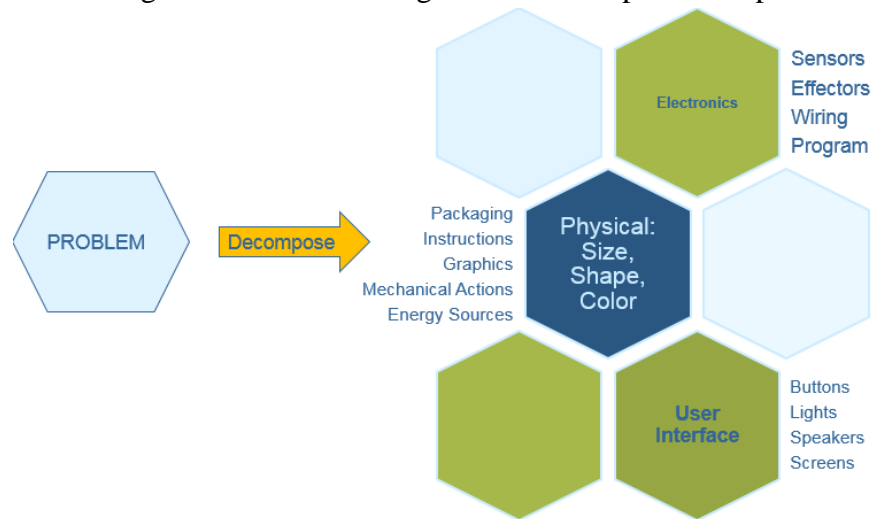 PROBLEM
Decompose
Electronics
Sensors
Effectors
Wiring
Program
Packaging
Instructions
Graphics
Mechanical Actions
Energy Sources
Physical:
Size,
Shape,
Color
User
Interface
Buttons
Lights
Speakers
Screens